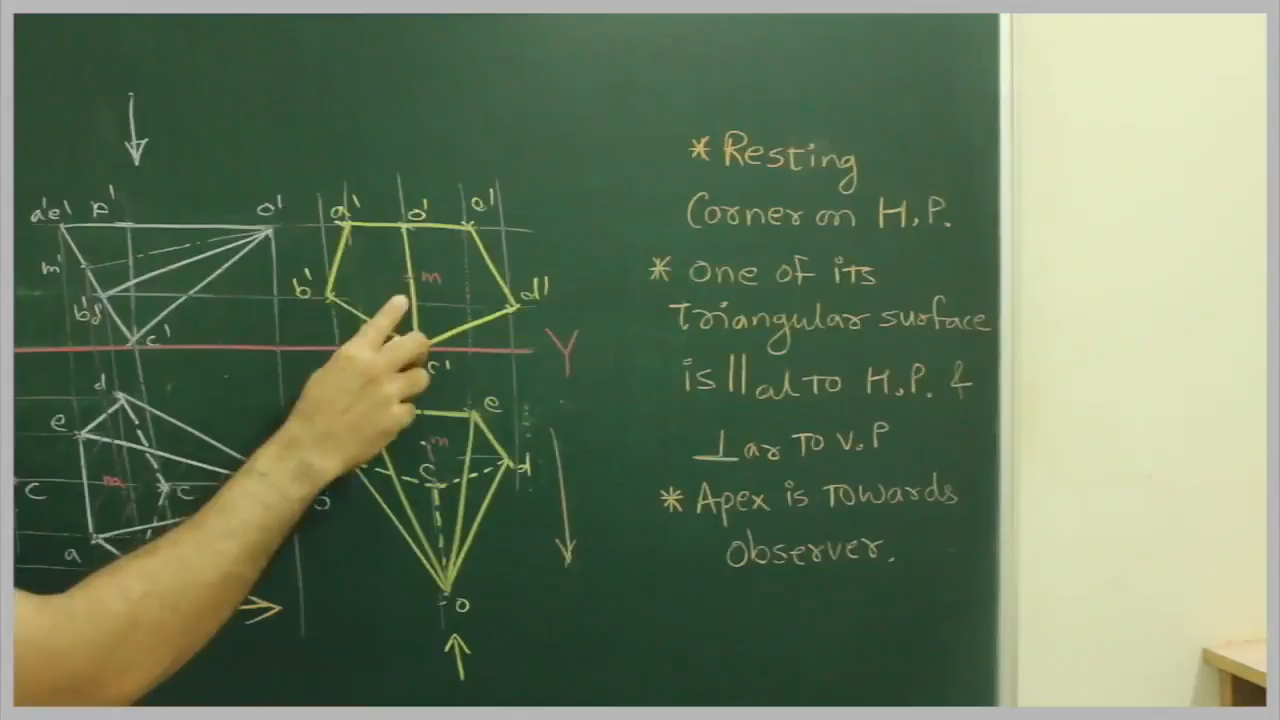 * Resting
Corner on H.P.
* One of its
Triangular surface
is ||al To H.P. &
⊥ar To V.P
* Apex is Towards
Observer.
a'e' p' o'
m'
b'd'
c'
a' o' e'
b' m d'
c'
Y
d
e
m c
a
c
e
m
c d
o